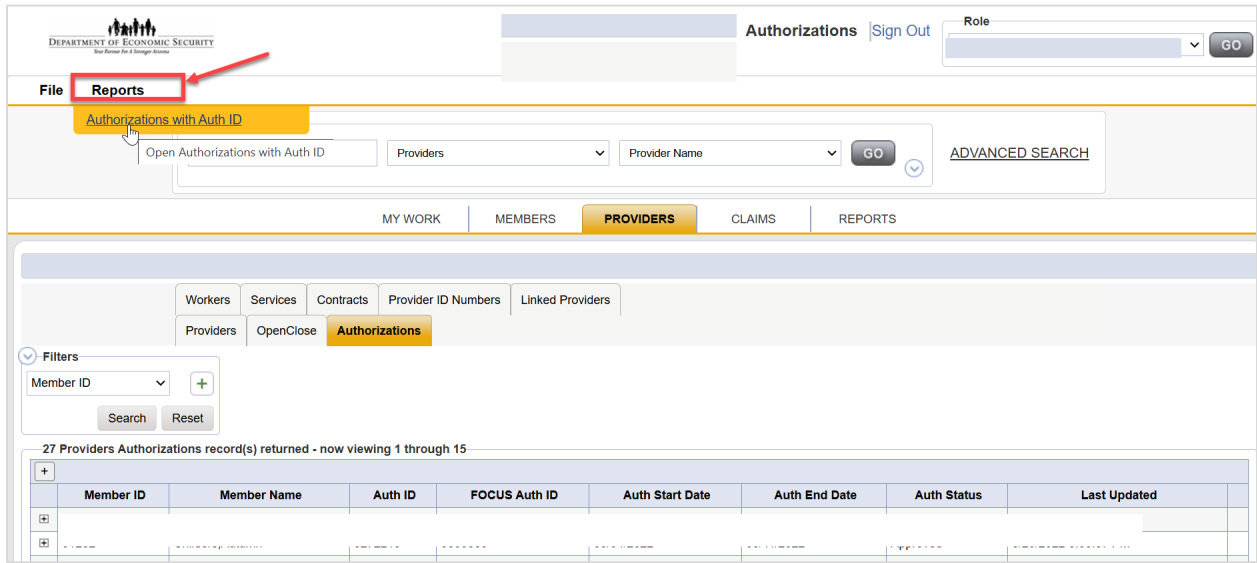 DEPARTMENT OF ECONOMIC SECURITY
Your Partner For A Stronger Arizona
Authorizations | Sign Out
Role
GO
File Reports
Authorizations with Auth ID
Open Authorizations with Auth ID
Providers Provider Name GO
ADVANCED SEARCH
MY WORK MEMBERS PROVIDERS CLAIMS REPORTS
Workers Services Contracts Provider ID Numbers Linked Providers
Providers OpenClose Authorizations
Filters
Member ID +
Search Reset
27 Providers Authorizations record(s) returned - now viewing 1 through 15
+
Member ID Member Name Auth ID FOCUS Auth ID Auth Start Date Auth End Date Auth Status Last Updated